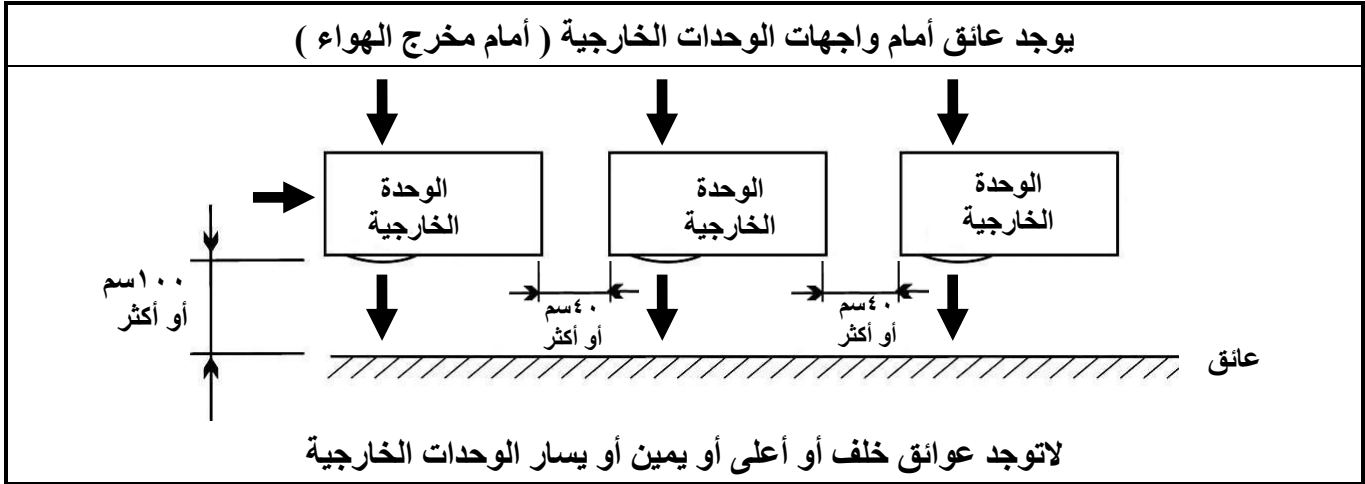 يوجد عائق أمام واجهات الوحدات الخارجية ( أمام مخرج الهواء )
الوحدة
الخارجية
الوحدة
الخارجية
الوحدة
الخارجية
١٠٠سم
أو أكثر
٤٠سم
أو أكثر
٤٠سم
أو أكثر
عائق
لاتوجد عوائق خلف أو أعلى أو يمين أو يسار الوحدات الخارجية